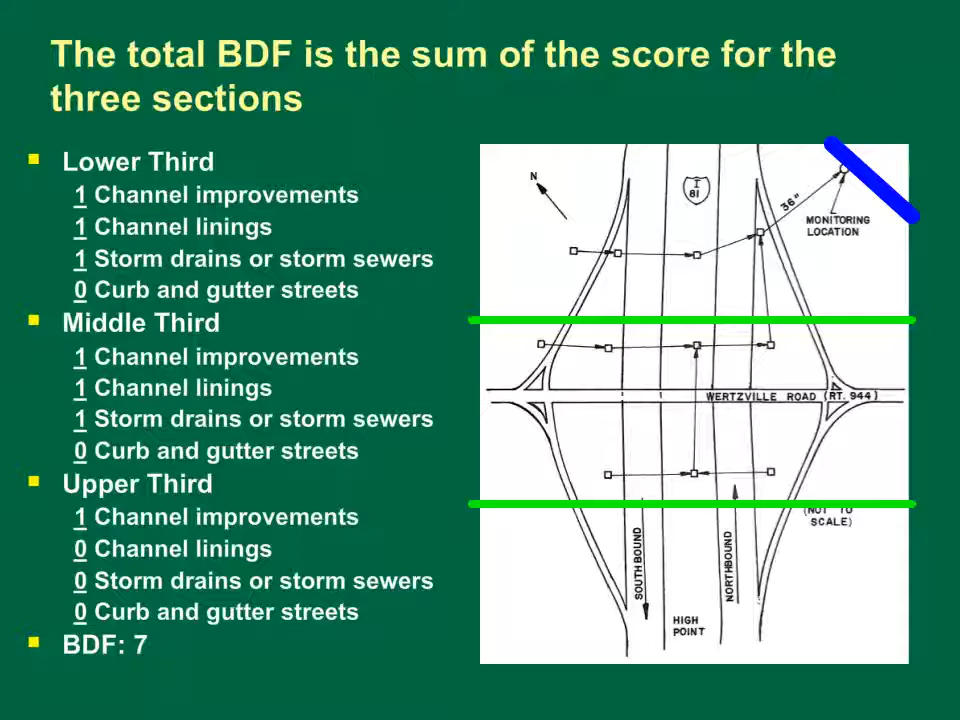 The total BDF is the sum of the score for the
three sections
Lower Third
1 Channel improvements
1 Channel linings
1 Storm drains or storm sewers
0 Curb and gutter streets
Middle Third
1 Channel improvements
1 Channel linings
1 Storm drains or storm sewers
0 Curb and gutter streets
Upper Third
1 Channel improvements
0 Channel linings
0 Storm drains or storm sewers
0 Curb and gutter streets
BDF: 7
N
I
81
36"
MONITORING
LOCATION
WERTZVILLE ROAD (RT. 944)
(NOT TO
SCALE)
SOUTHBOUND
NORTHBOUND
HIGH
POINT